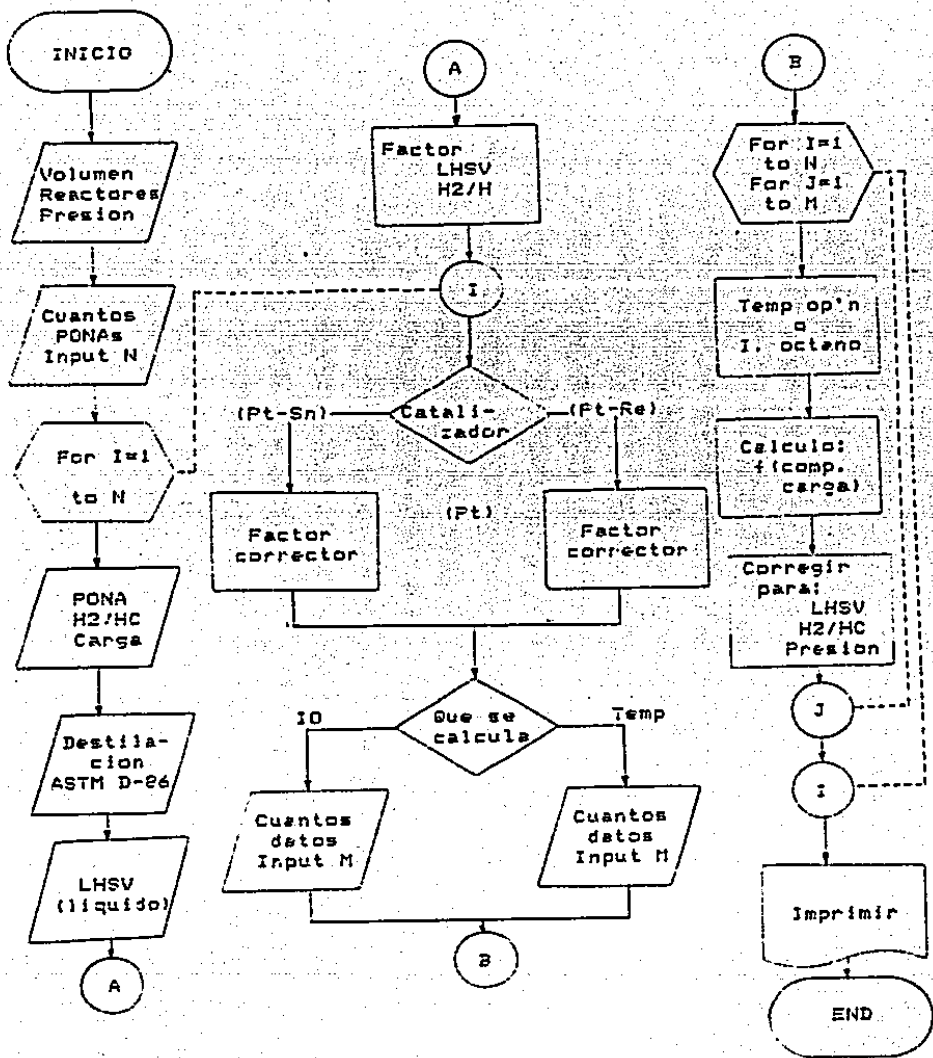 INICIO
Volumen
Reactores
Presion
Cuantos
PONAs
Input N
For I=1
to N
PONA
H2/HC
Carga
Destila-
cion
ASTM D-86
LHSV
(liquido)
A
A
Factor
LHSV
H2/H
I
Catali-
zador
(Pt-Sn)
(Pt-Re)
(Pt)
Factor
corrector
Factor
corrector
Que se
calcula
IO
Temp
Cuantos
datos
Input M
Cuantos
datos
Input M
B
B
For I=1
to N
For J=1
to M
Temp op'n
o
I. octano
Calculo:
f(comp.
carga)
Corregir
para:
LHSV
H2/HC
Presion
J
I
Imprimir
END